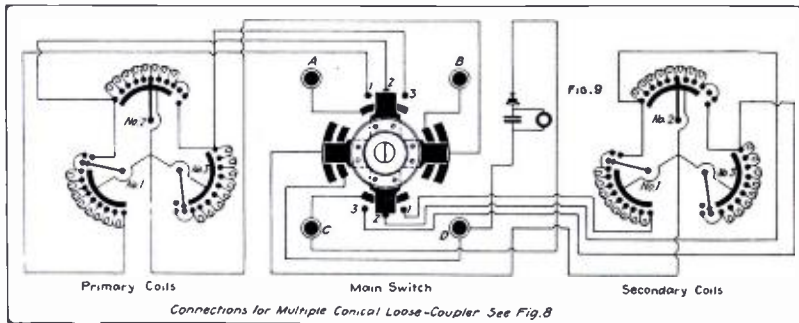 A
B
1 2 3
Fig.9
No.2
No.1
No.3
No.2
No.1
No.3
3 2 1
C
D
Primary Coils
Main Switch
Secondary Coils
Connections for Multiple Conical Loose-Coupler See Fig.8